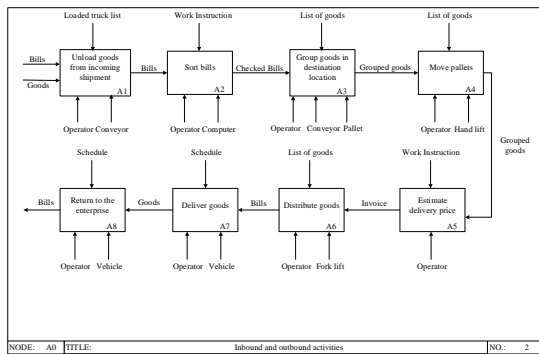 Loaded truck list
Work Instruction
List of goods
List of goods
Bills
Goods
Unload goods
from incoming
shipment
A1
Bills
Sort bills
A2
Checked Bills
Group goods in
destination
location
A3
Grouped goods
Move pallets
A4
Operator Conveyor
Operator Computer
Operator Conveyor Pallet
Operator Hand lift
Grouped
goods
Schedule
Schedule
List of goods
Work Instruction
Bills
Return to the
enterprise
A8
Goods
Deliver goods
A7
Bills
Distribute goods
A6
Invoice
Estimate
delivery price
A5
Operator Vehicle
Operator Vehicle
Operator Fork lift
Operator
NODE: A0 TITLE: Inbound and outbound activities NO.: 2